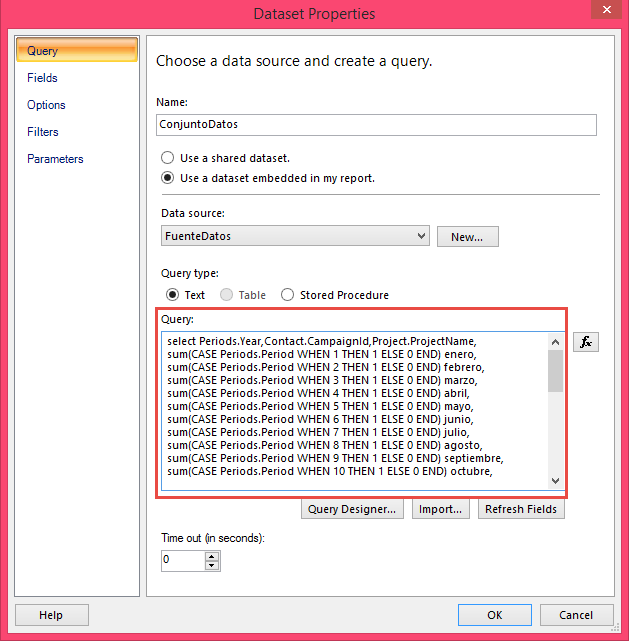 Dataset Properties
Query
Fields
Options
Filters
Parameters
Choose a data source and create a query.
Name:
ConjuntoDatos
Use a shared dataset.
Use a dataset embedded in my report.
Data source:
FuenteDatos
New...
Query type:
Text
Table
Stored Procedure
Query:
select Periods.Year,Contact.CampaignId,Project.ProjectName,
sum(CASE Periods.Period WHEN 1 THEN 1 ELSE 0 END) enero,
sum(CASE Periods.Period WHEN 2 THEN 1 ELSE 0 END) febrero,
sum(CASE Periods.Period WHEN 3 THEN 1 ELSE 0 END) marzo,
sum(CASE Periods.Period WHEN 4 THEN 1 ELSE 0 END) abril,
sum(CASE Periods.Period WHEN 5 THEN 1 ELSE 0 END) mayo,
sum(CASE Periods.Period WHEN 6 THEN 1 ELSE 0 END) junio,
sum(CASE Periods.Period WHEN 7 THEN 1 ELSE 0 END) julio,
sum(CASE Periods.Period WHEN 8 THEN 1 ELSE 0 END) agosto,
sum(CASE Periods.Period WHEN 9 THEN 1 ELSE 0 END) septiembre,
sum(CASE Periods.Period WHEN 10 THEN 1 ELSE 0 END) octubre,
fx
Query Designer...
Import...
Refresh Fields
Time out (in seconds):
0
Help
OK
Cancel